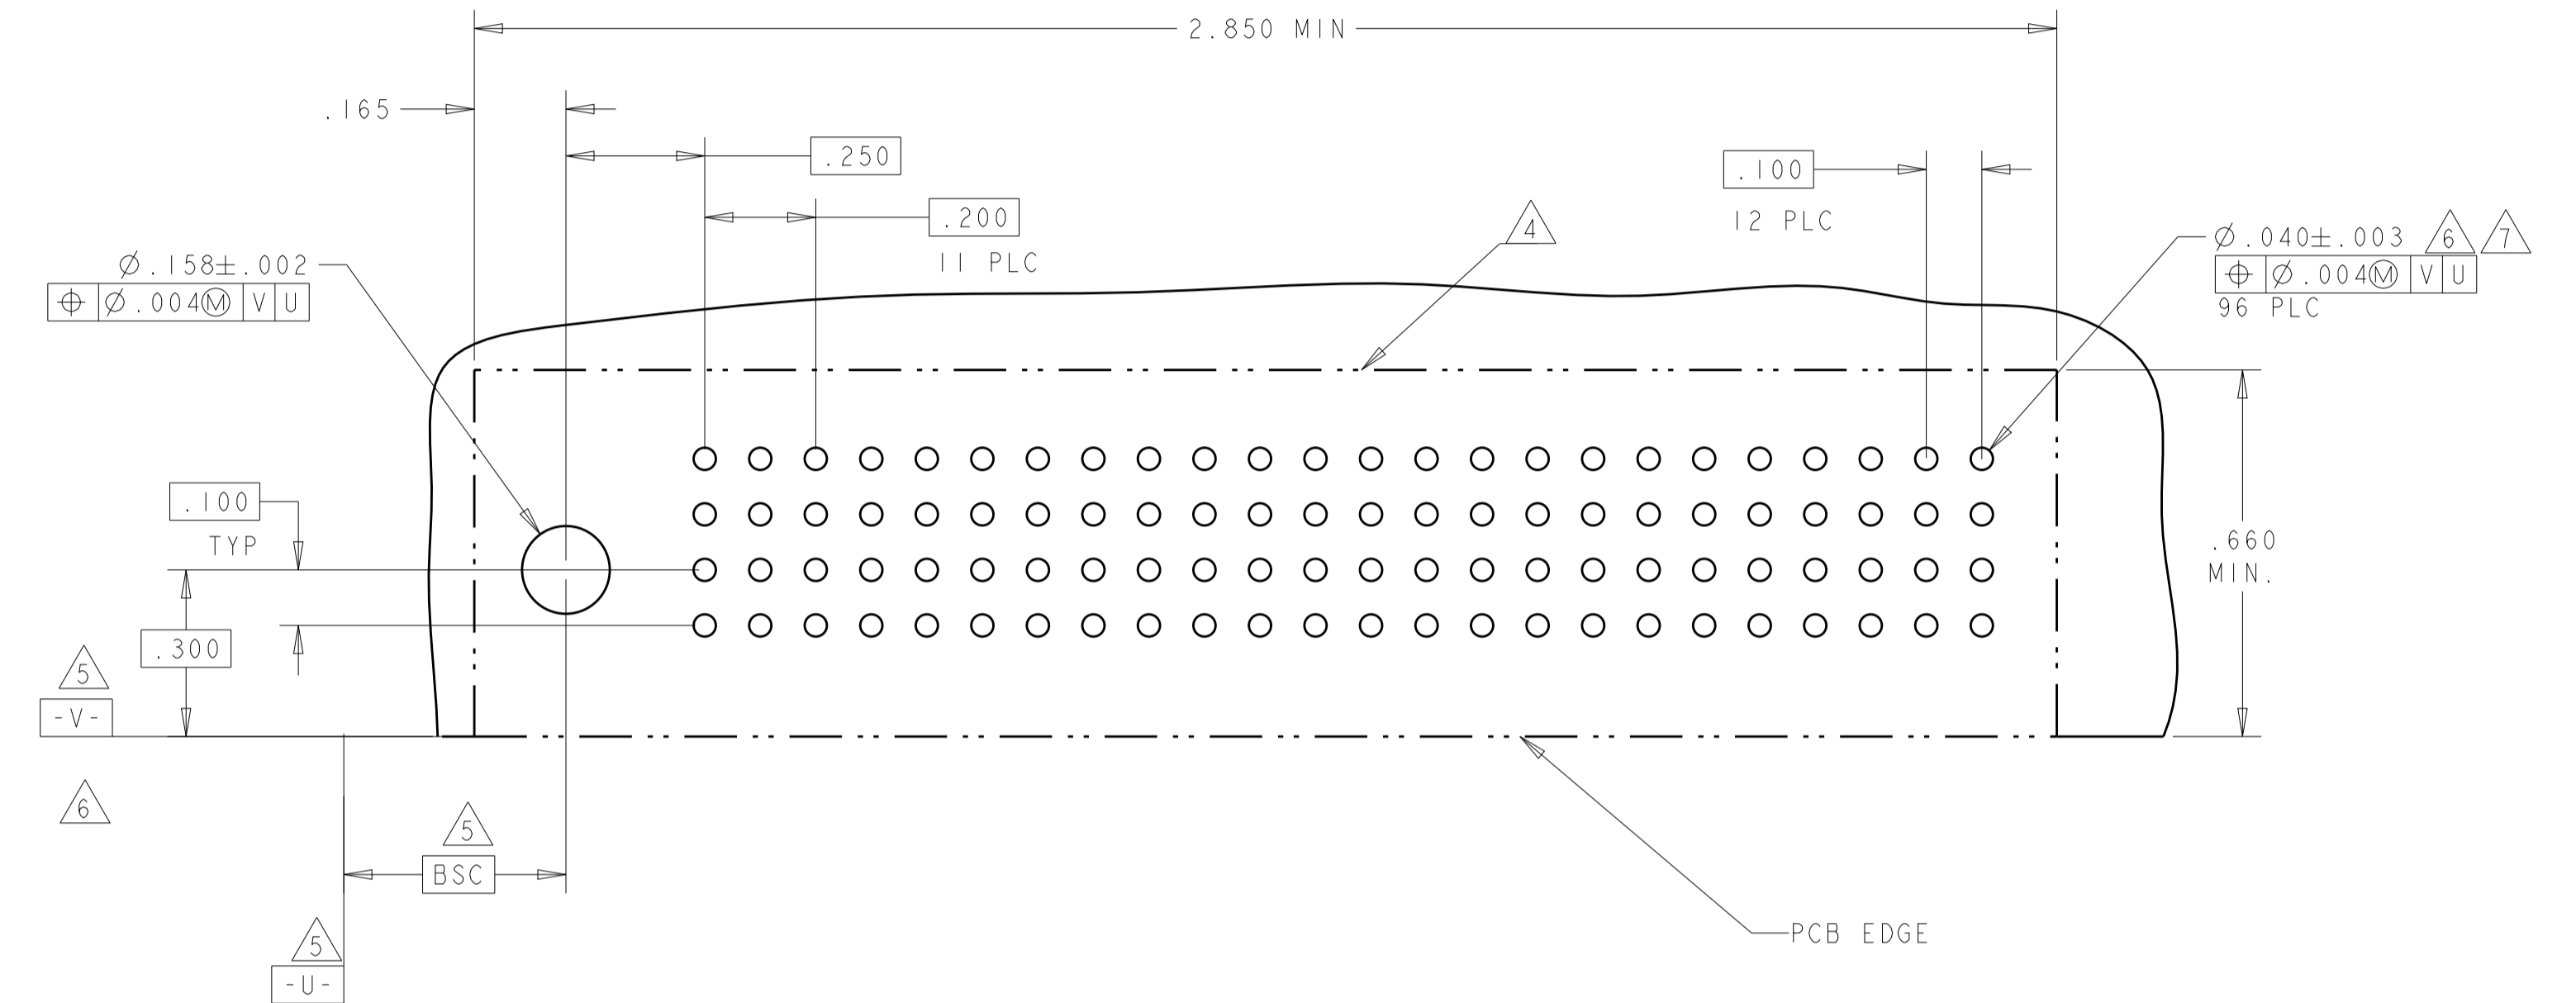 2.850 MIN
.165
.250
.100
12 PLC
.200
11 PLC
4
Ø.158±.002
⌖ Ø.004Ⓜ V U
Ø.040±.003 6 7
⌖ Ø.004Ⓜ V U
96 PLC
.100
TYP
.660
MIN.
.300
5
-V-
6
5
BSC
5
-U-
PCB EDGE